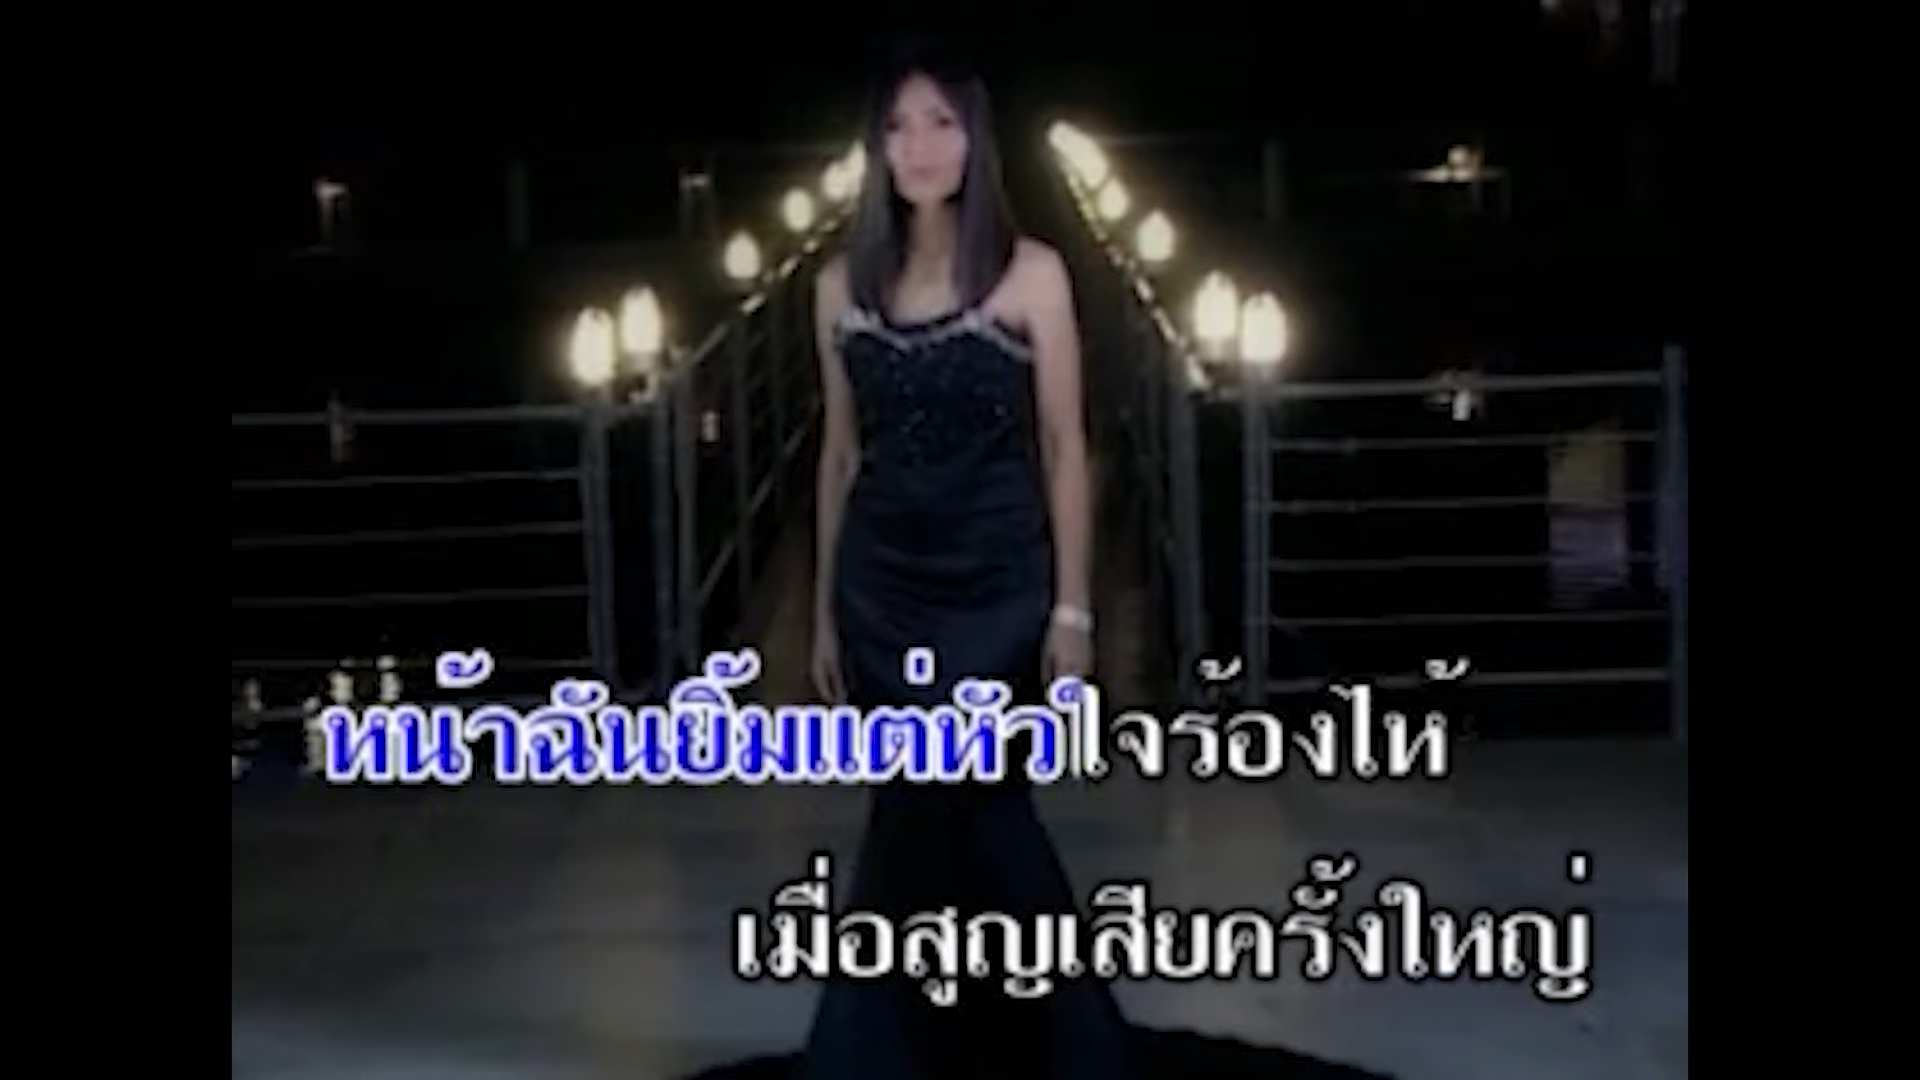 หน้าฉันยิ้มแต่หัวใจร้องไห้
เมื่อสูญเสียครั้งใหญ่